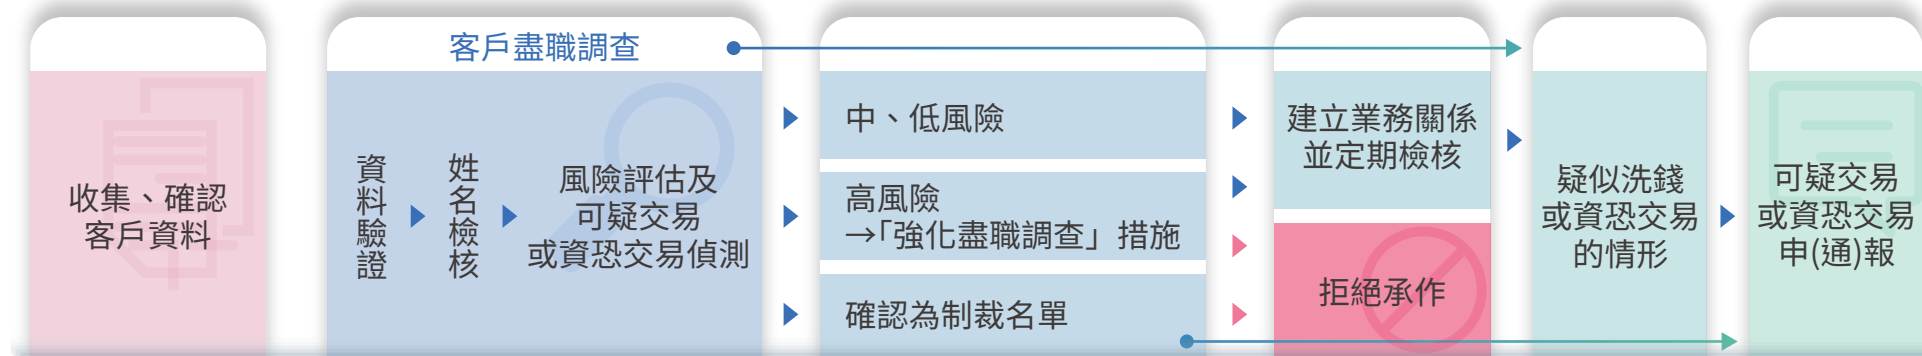 收集、確認
客戶資料
客戶盡職調查
資料驗證
姓名檢核
風險評估及
可疑交易
或資恐交易偵測
中、低風險
高風險
→「強化盡職調查」措施
確認為制裁名單
建立業務關係
並定期檢核
拒絕承作
疑似洗錢
或資恐交易
的情形
可疑交易
或資恐交易
申(通)報